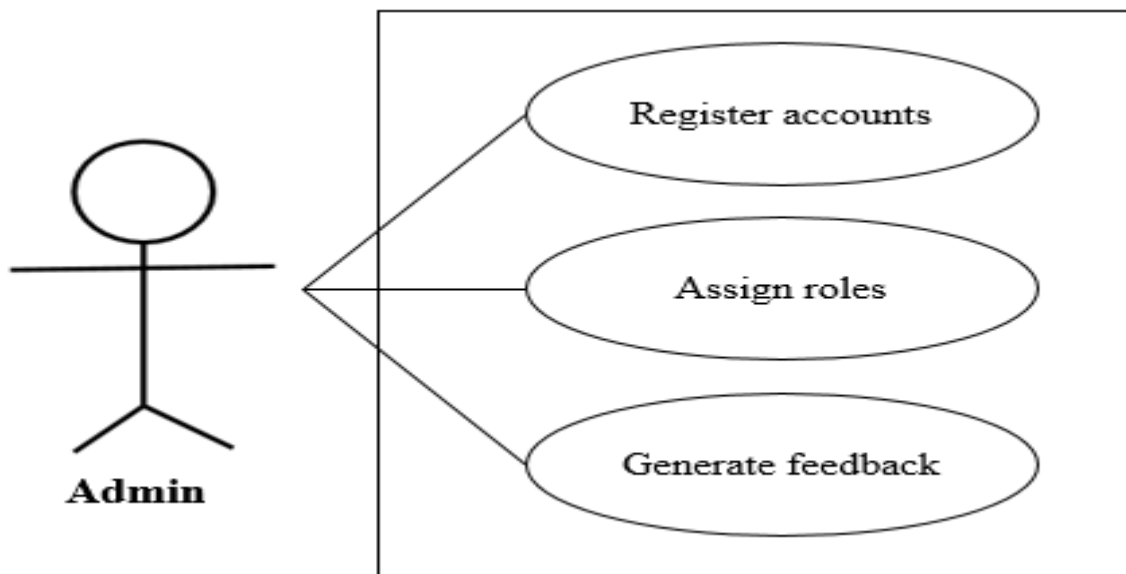 Register accounts
Assign roles
Generate feedback
Admin